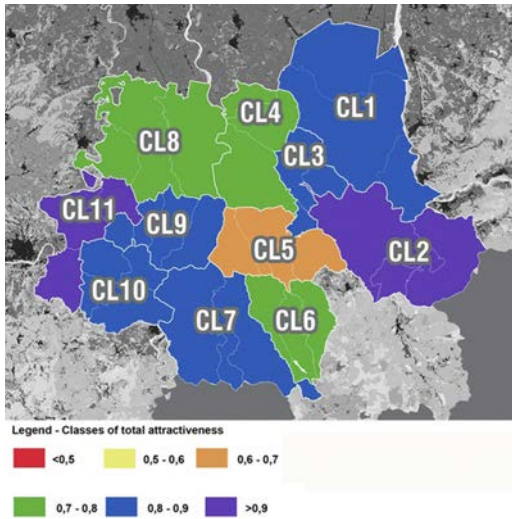 CL1
CL4
CL8
CL3
CL11
CL9
CL5
CL2
CL10
CL7
CL6
Legend - Classes of total attractiveness
<0,5
0,5 - 0,6
0,6 - 0,7
0,7 - 0,8
0,8 - 0,9
>0,9